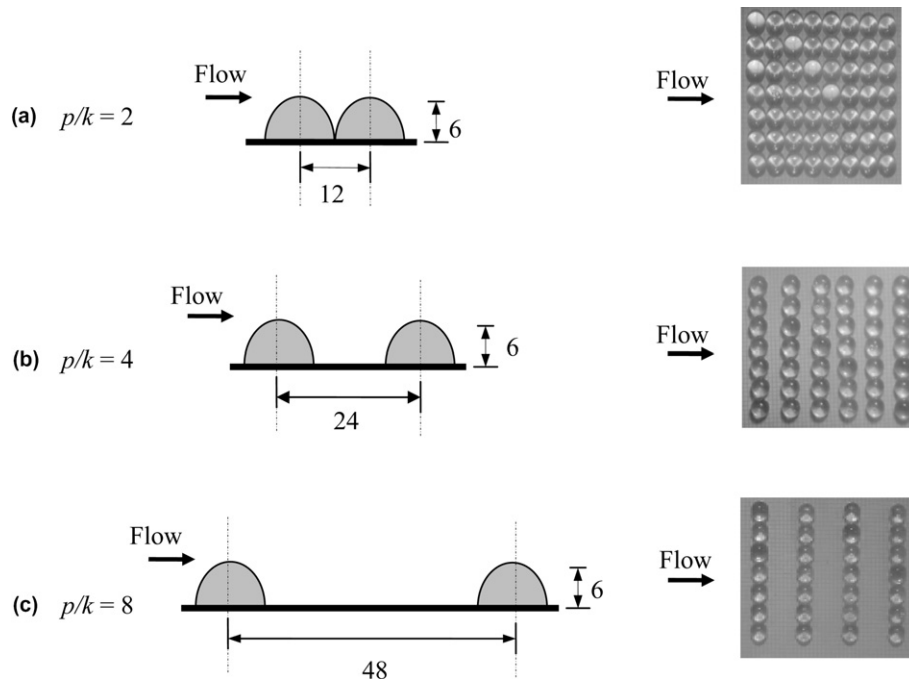 Flow
Flow
(a) p/k = 2
6
12
Flow
Flow
(b) p/k = 4
6
24
Flow
Flow
(c) p/k = 8
6
48